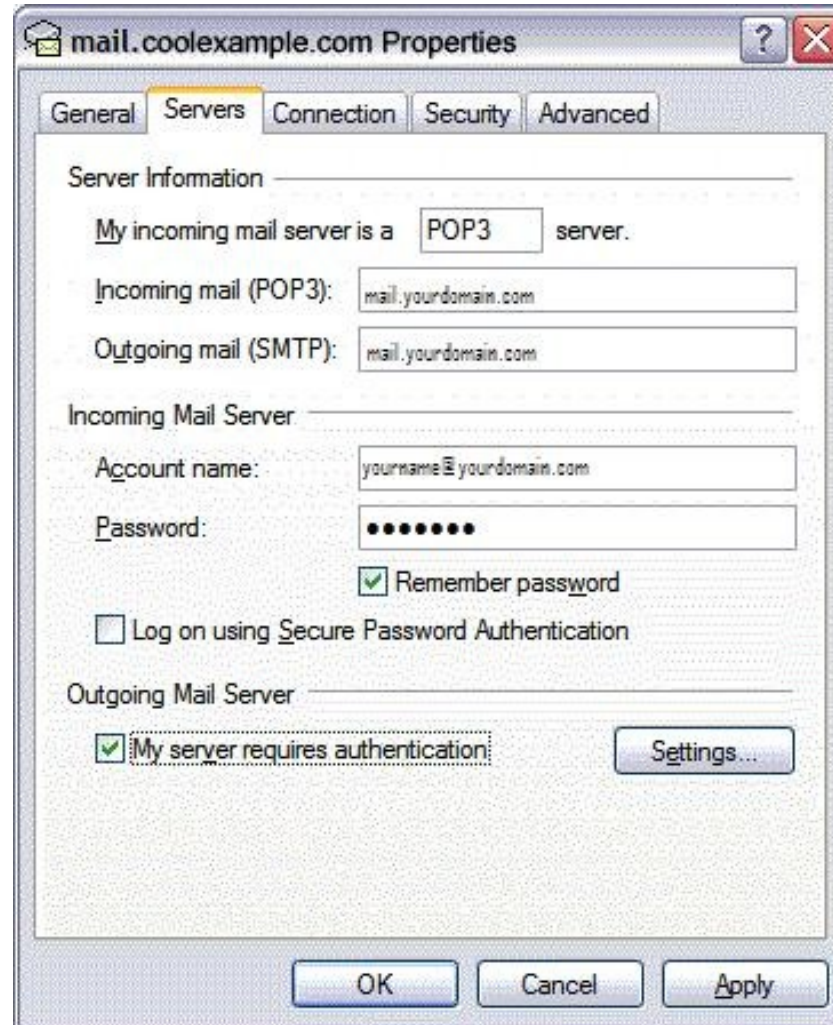 mail.coolexample.com Properties ?
General Servers Connection Security Advanced
Server Information
My incoming mail server is a POP3 server.
Incoming mail (POP3): mail.yourdomain.com
Outgoing mail (SMTP): mail.yourdomain.com
Incoming Mail Server
Account name: yourname@yourdomain.com
Password: •••••••
Remember password
Log on using Secure Password Authentication
Outgoing Mail Server
My server requires authentication Settings...
OK Cancel Apply